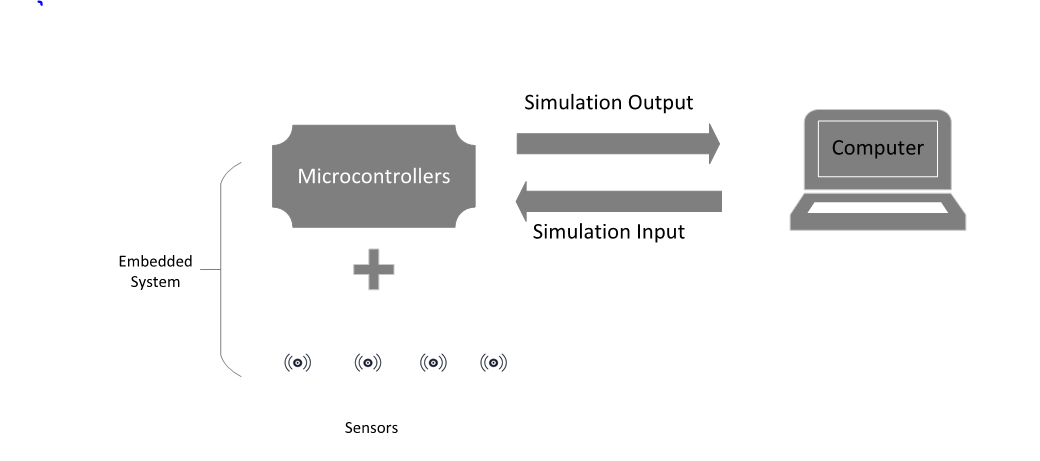 Simulation Output
Microcontrollers
Computer
Simulation Input
Embedded
System
Sensors